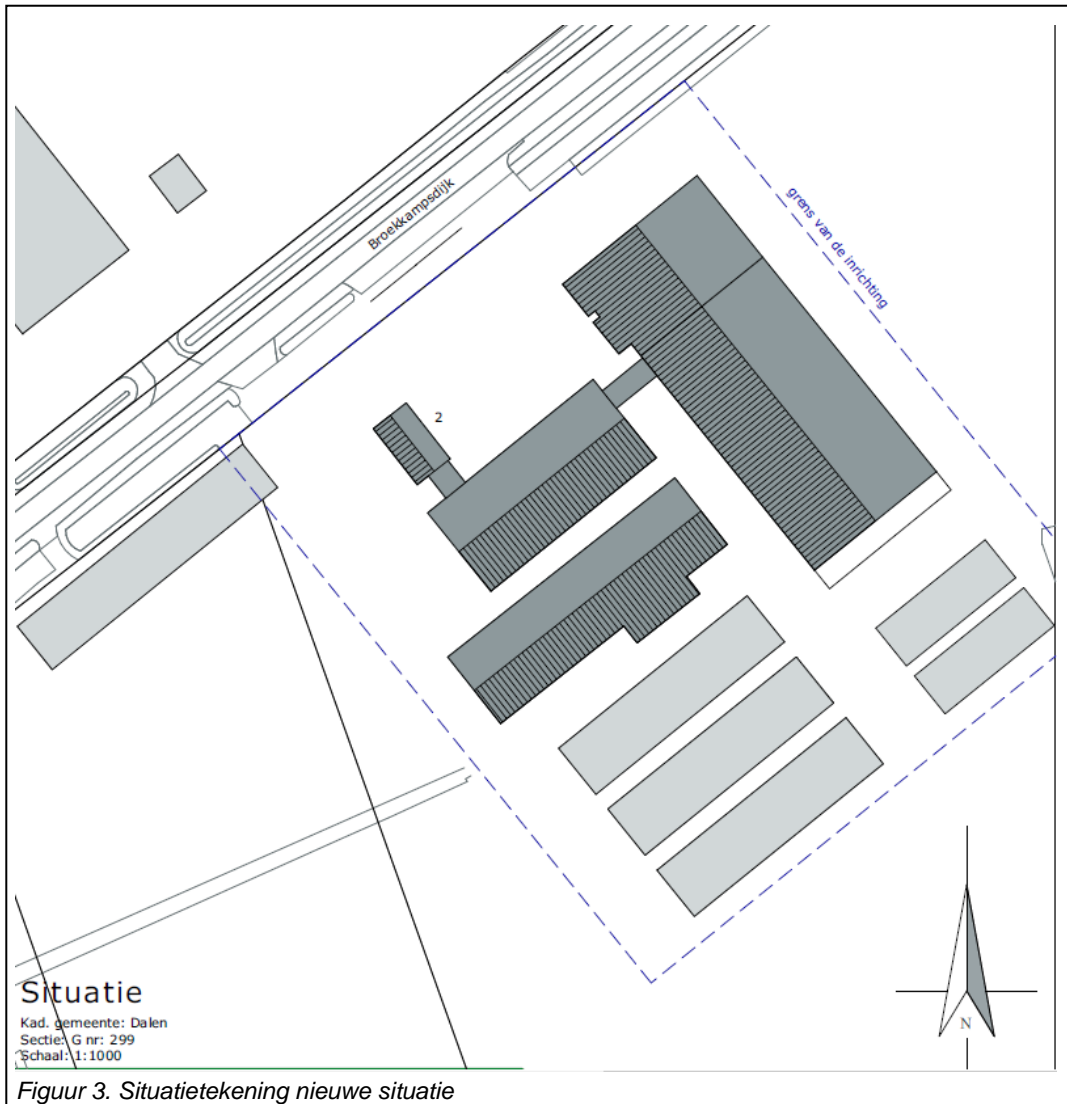 Broekkampsdijk
grens van de inrichting
2
Situatie
Kad. gemeente: Dalen
Sectie: G nr: 299
Schaal: 1:1000
N
Figuur 3. Situatietekening nieuwe situatie